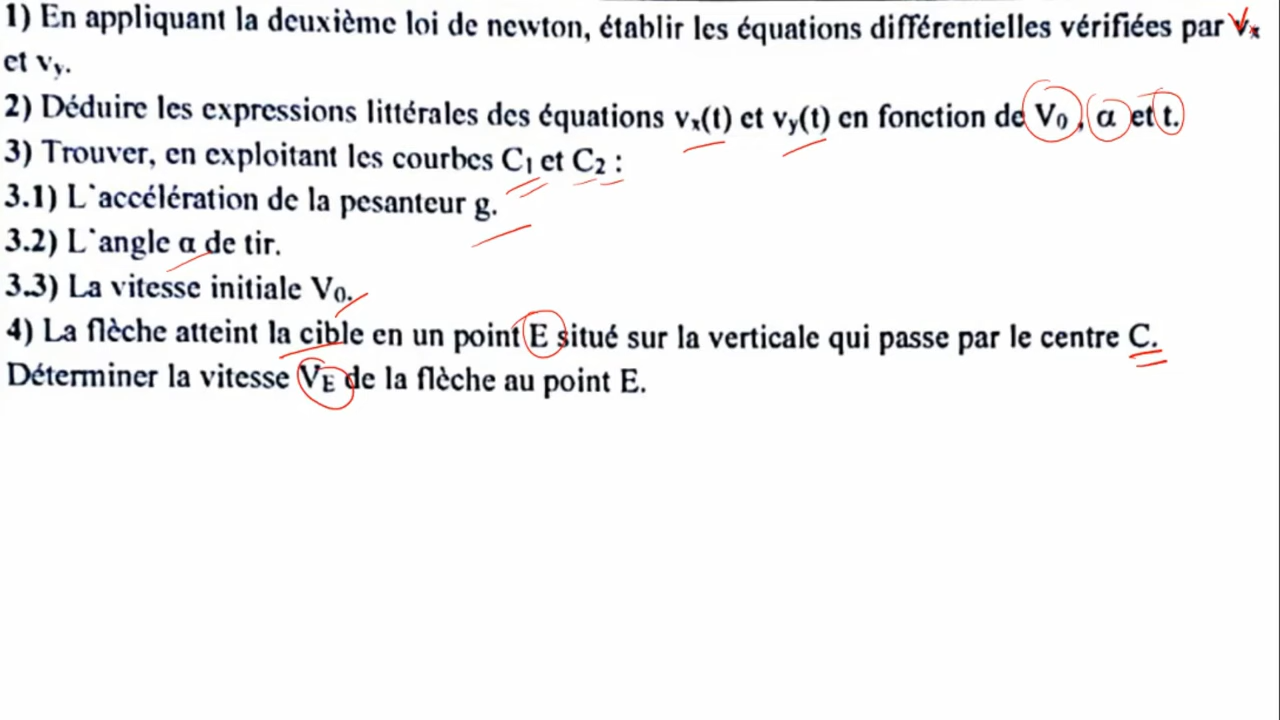 1) En appliquant la deuxième loi de newton, établir les équations différentielles vérifiées par vₓ
et vᵧ.
2) Déduire les expressions littérales des équations vₓ(t) et vᵧ(t) en fonction de V₀, α et t.
3) Trouver, en exploitant les courbes C₁ et C₂ :
3.1) L'accélération de la pesanteur g.
3.2) L'angle α de tir.
3.3) La vitesse initiale V₀.
4) La flèche atteint la cible en un point E situé sur la verticale qui passe par le centre C.
Déterminer la vitesse V_E de la flèche au point E.